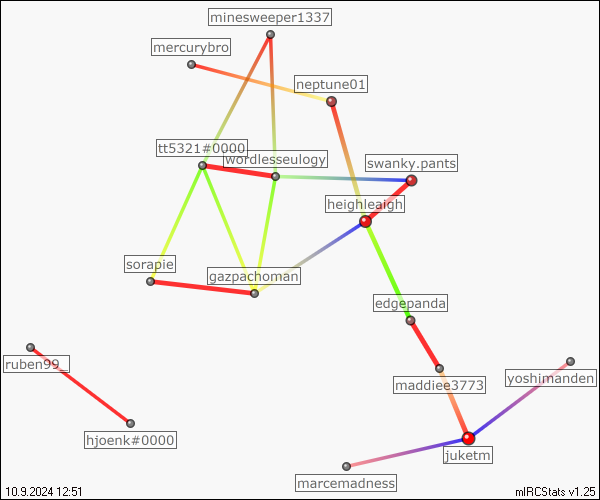 minesweeper1337
mercurybro
neptune01
tt5321#0000
wordlesseulogy
swanky.pants
heighleaigh
sorapie
gazpachoman
edgepanda
ruben99_
maddiee3773
yoshimanden
hjoenk#0000
juketm
marcemadness
10.9.2024 12:51
mIRCStats v1.25